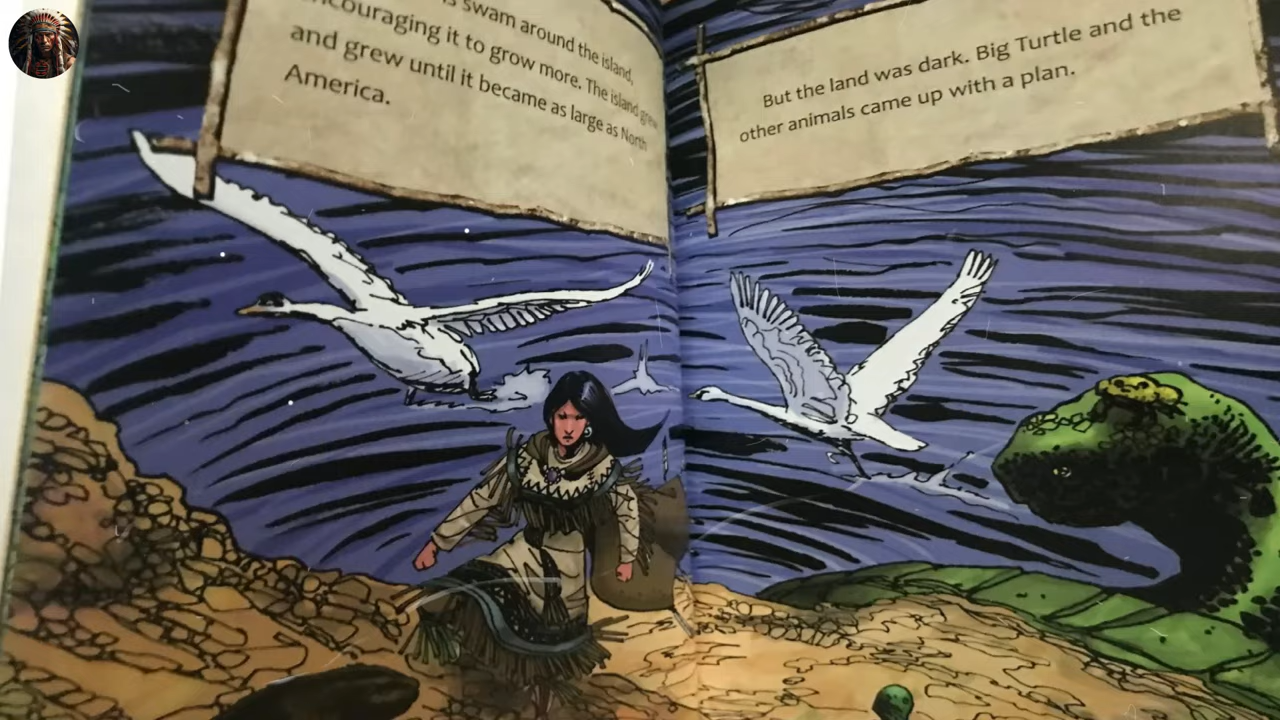 swam around the island,
encouraging it to grow more. The island grew
and grew until it became as large as North
America.
But the land was dark. Big Turtle and the
other animals came up with a plan.